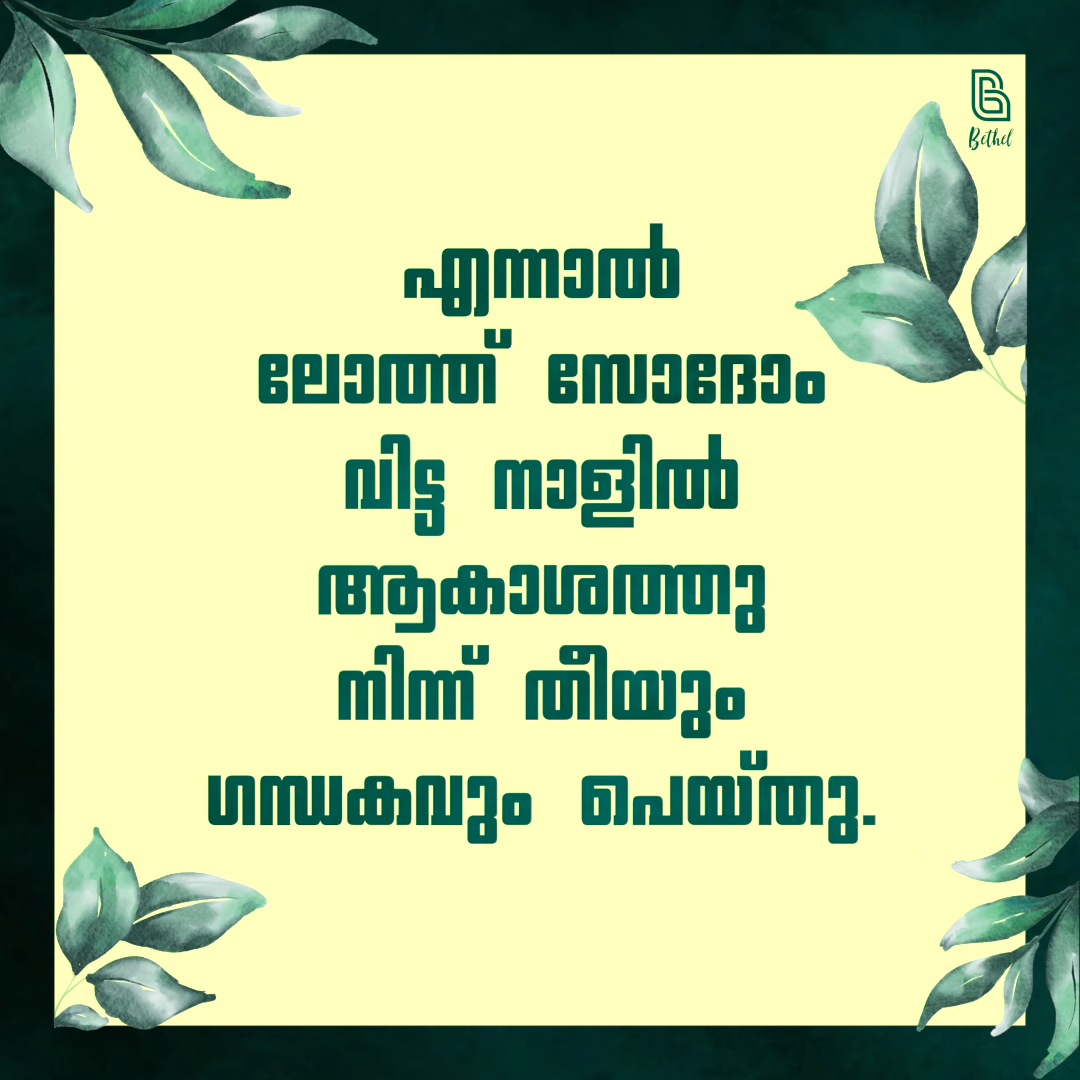 Bethel
എന്നാൽ
ലോത്ത് സോദോം
വിട്ട നാളിൽ
ആകാശത്തു
നിന്ന് തീയും
ഗന്ധകവും പെയ്തു.